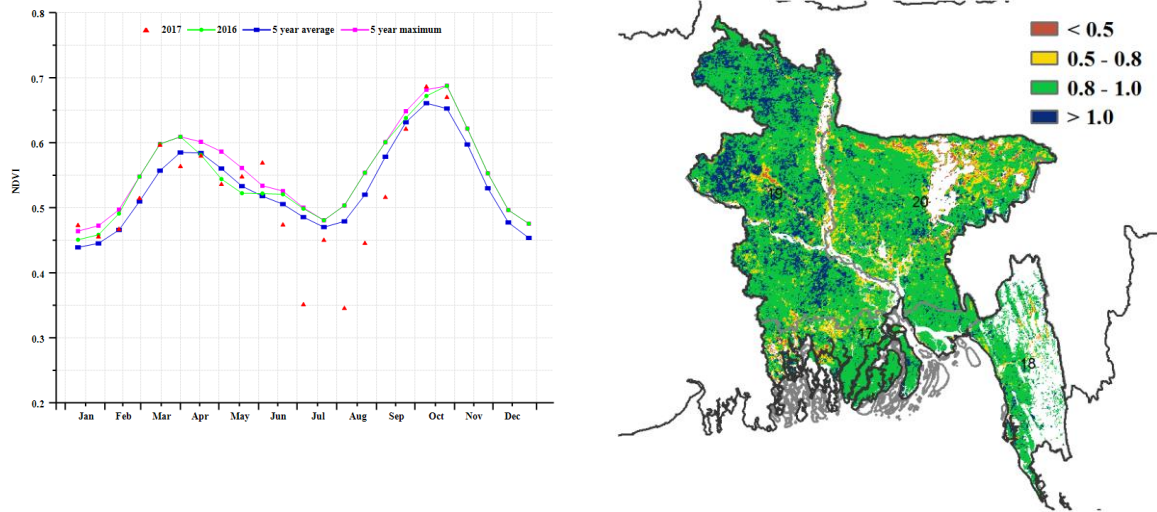 2017 2016 5 year average 5 year maximum
NDVI
0.8
0.7
0.6
0.5
0.4
0.3
0.2
Jan Feb Mar Apr May Jun Jul Aug Sep Oct Nov Dec
< 0.5
0.5 - 0.8
0.8 - 1.0
> 1.0
19
20
17
18